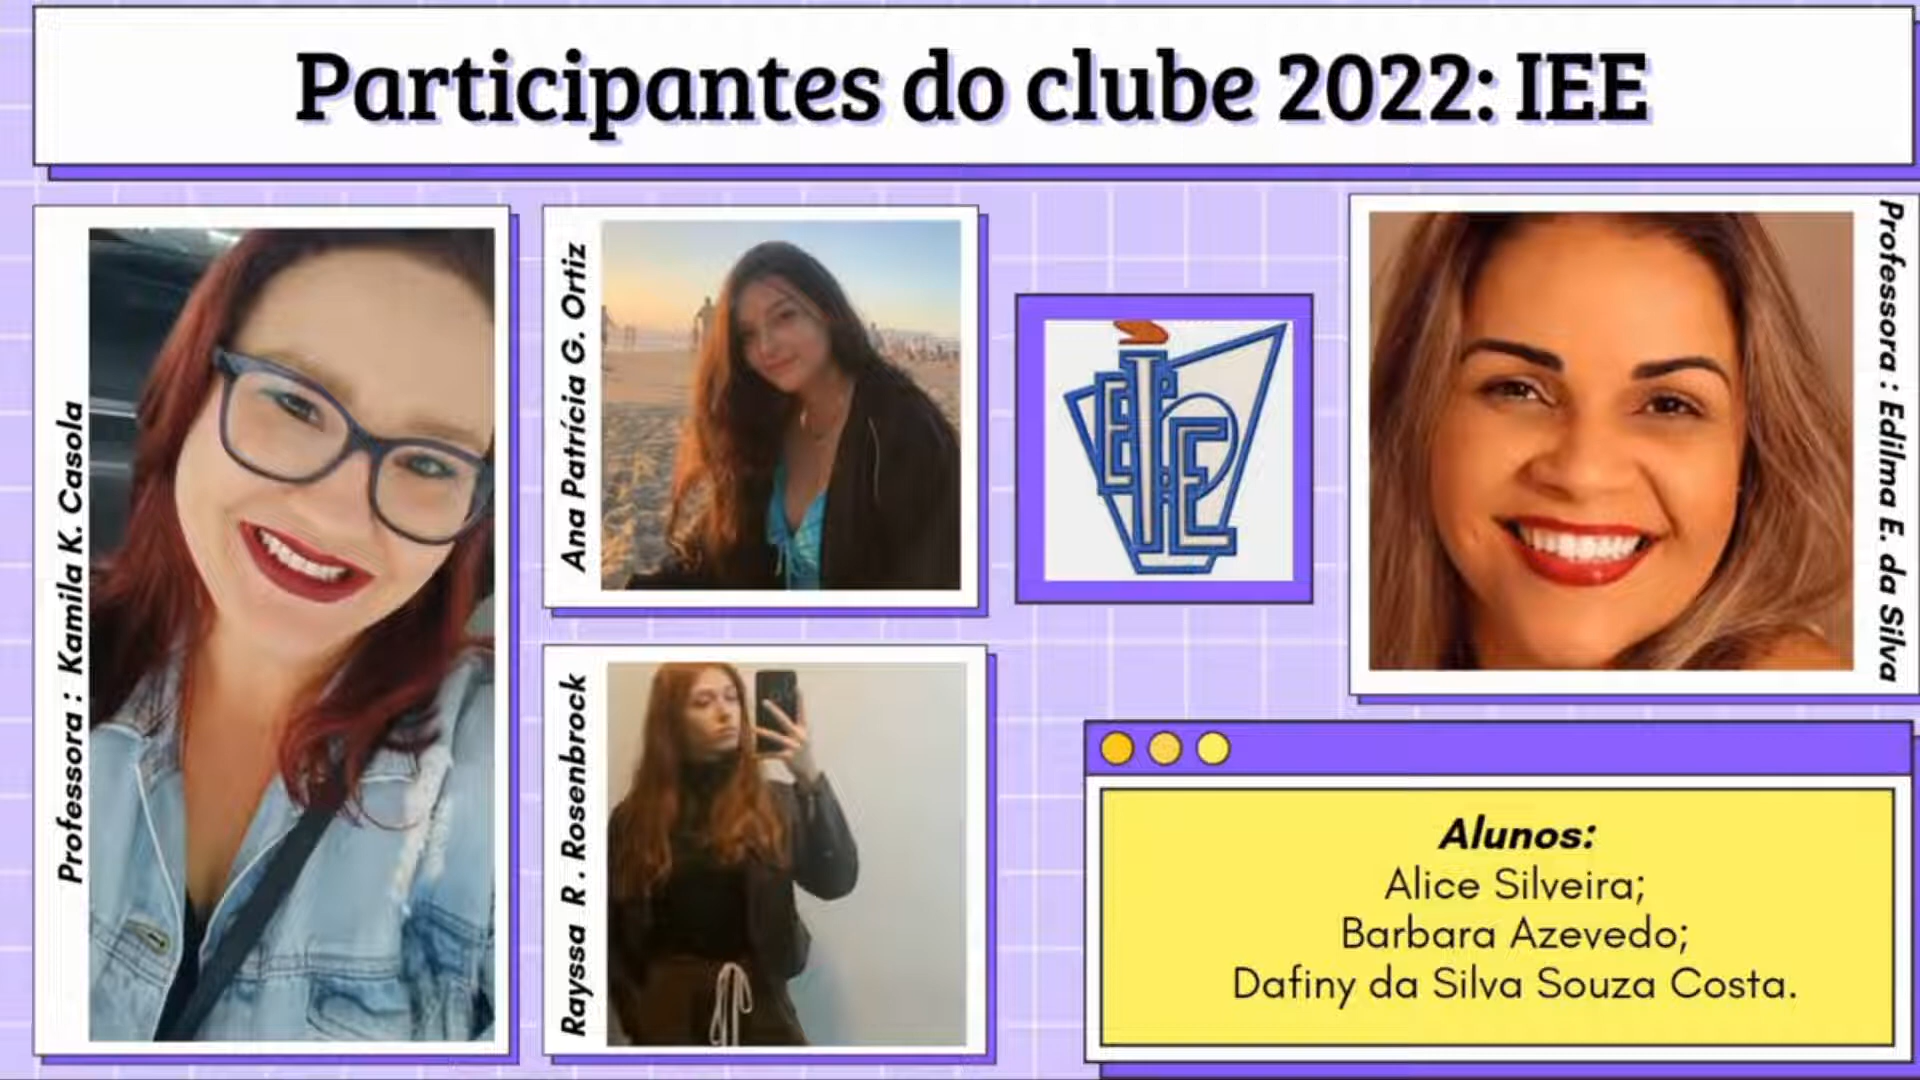 Participantes do clube 2022: IEE
Professora : Kamila K. Casola
Ana Patrícia G. Ortiz
Rayssa R. Rosenbrock
Professora : Edilma E. da Silva
Alunos:
Alice Silveira;
Barbara Azevedo;
Dafiny da Silva Souza Costa.